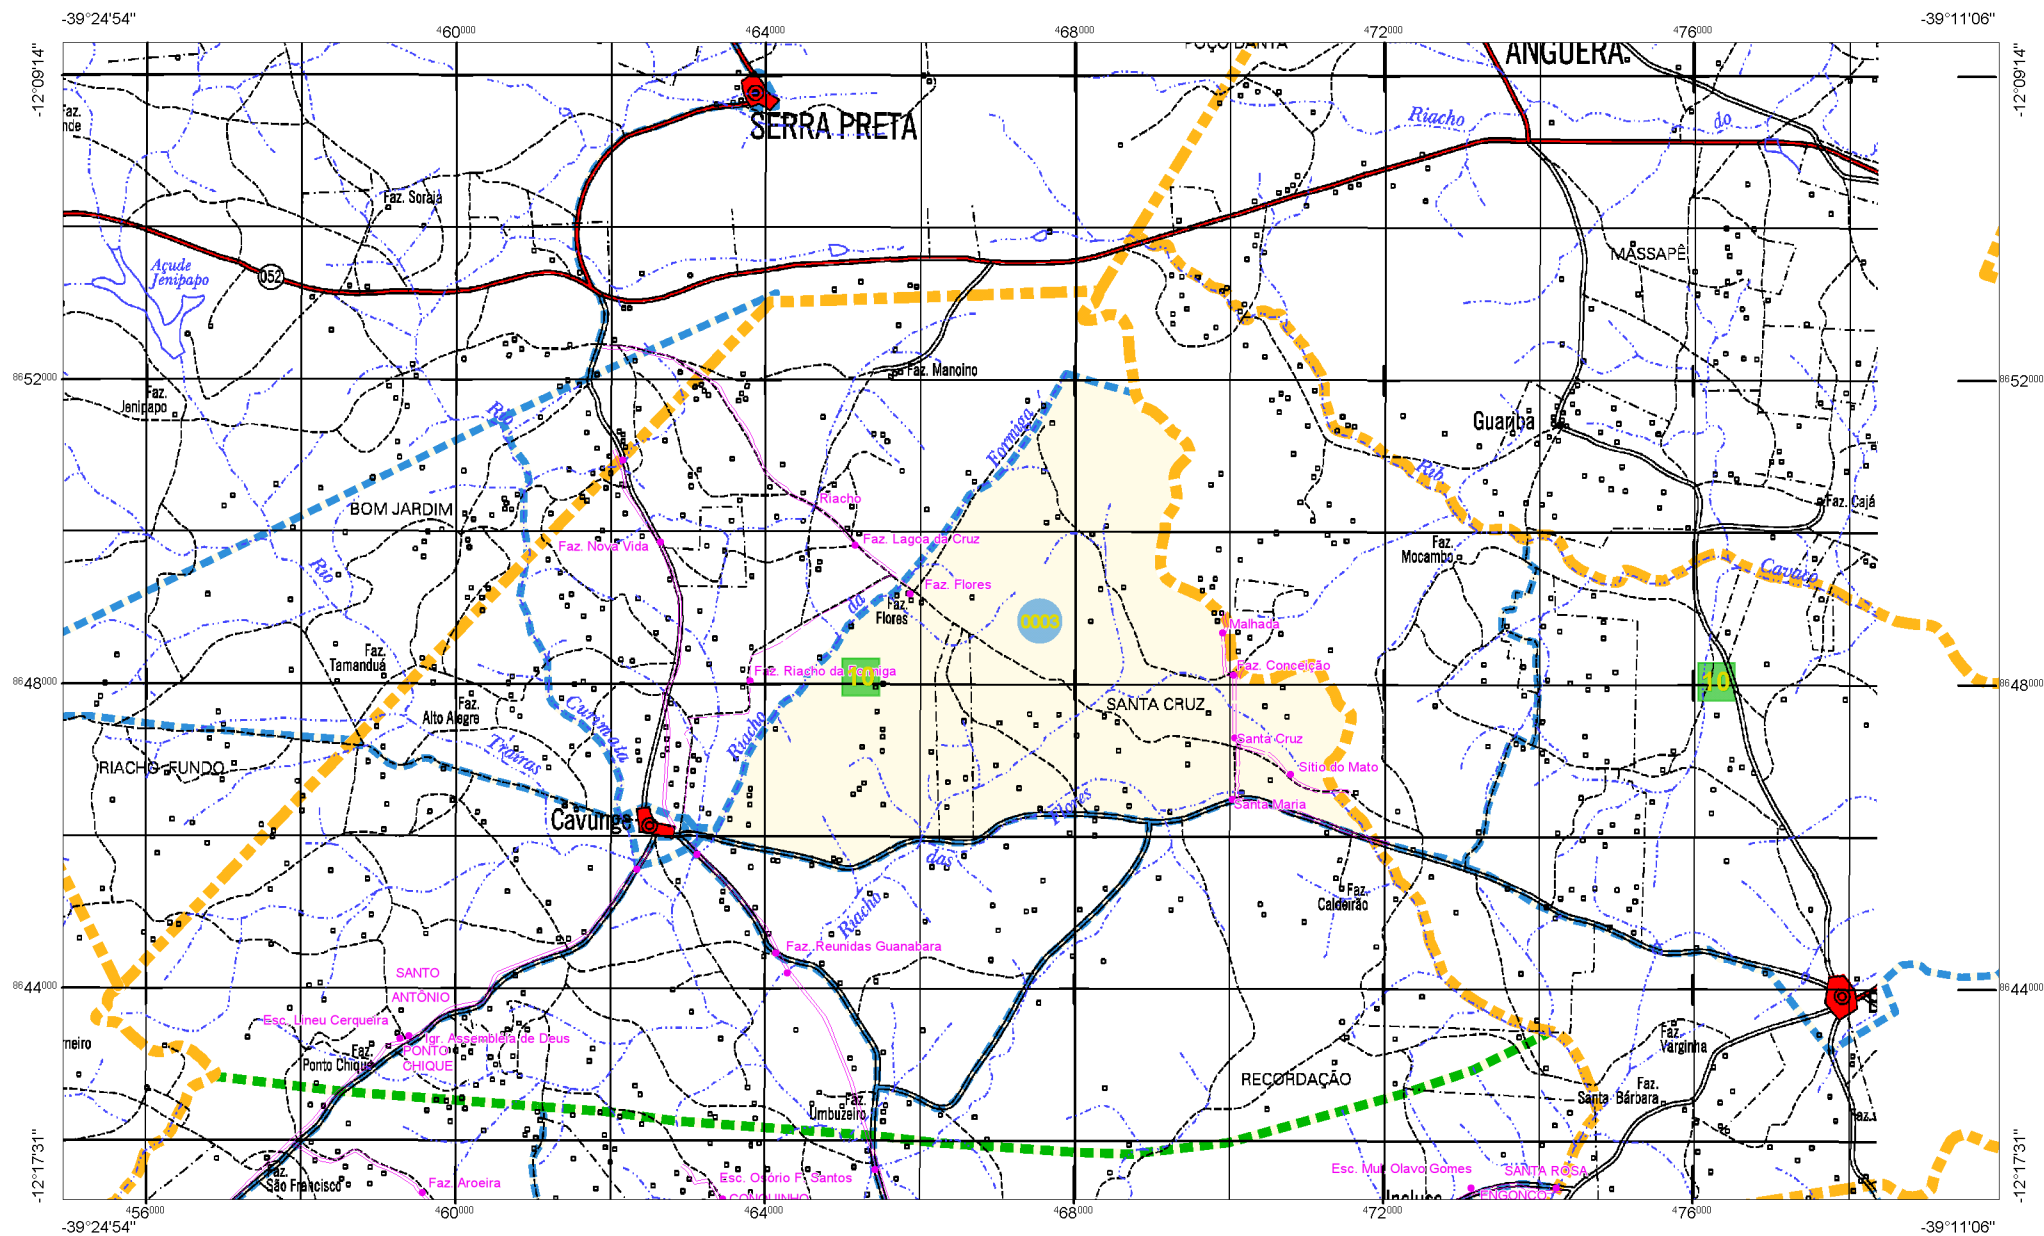 -39°24'54"
-39°11'06"
460000
464000
468000
472000
476000
-12°09'14"
-12°09'14"
ANGUERA
SERRA PRETA
Riacho
do
Faz. Sorajá
Açude
Jenipapo
052
MASSAPÊ
8652000
8652000
Faz. Manoino
Faz.
Jenipapo
Rio
Formiga
Guariba
Rib
Riacho
BOM JARDIM
Faz. Cajá
Faz. Nova Vida
Faz. Lagoa da Cruz
Faz.
Mocambo
Cavaco
Rio
Faz. Flores
da
Faz.
Flores
0003
Malhada
Faz.
Tamanduá
Faz. Conceição
Faz. Riacho da Formiga
10
10
8648000
8648000
Faz.
Alto Alegre
SANTA CRUZ
Curimatá
Riacho
Traíras
Santa Cruz
RIACHO FUNDO
Sítio do Mato
Flores
Santa Maria
Cavunge
das
Riacho
Faz.
Caldeirão
Faz. Reunidas Guanabara
SANTO
ANTÔNIO
8644000
8644000
Esc. Lineu Cerqueira
Igr. Assembléia de Deus
PONTO
CHIQUE
Faz.
Ponto Chique
Faz.
Varginha
RECORDAÇÃO
Faz.
Santa Bárbara
Faz.
Umbuzeiro
Faz.
São Francisco
Faz. Aroeira
Esc. Osório F. Santos
Esc. Mul. Olavo Gomes
SANTA ROSA
-12°17'31"
-12°17'31"
456000
460000
464000
468000
472000
476000
-39°24'54"
-39°11'06"